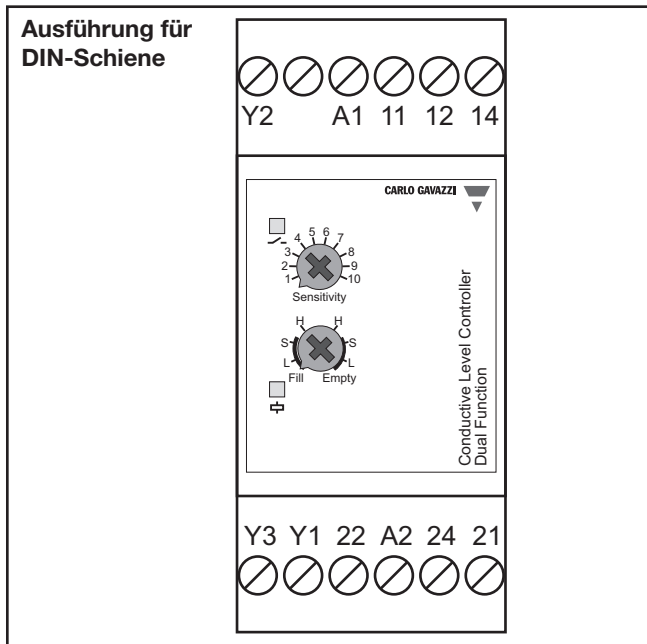 Ausführung für
DIN-Schiene
Y2 A1 11 12 14
CARLO GAVAZZI
1 2 3 4 5 6 7 8 9 10
Sensitivity
H H
S S
L L
Fill Empty
Conductive Level Controller
Dual Function
Y3 Y1 22 A2 24 21